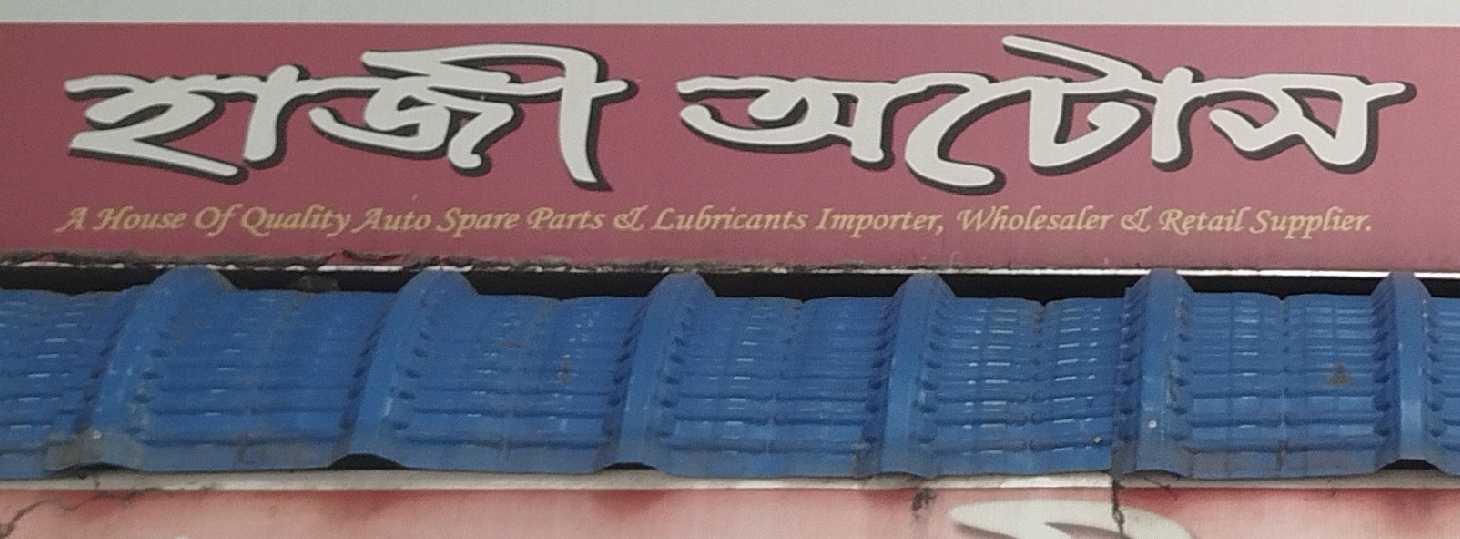 হাজী অটোস
A House Of Quality Auto Spare Parts & Lubricants Importer, Wholesaler & Retail Supplier.